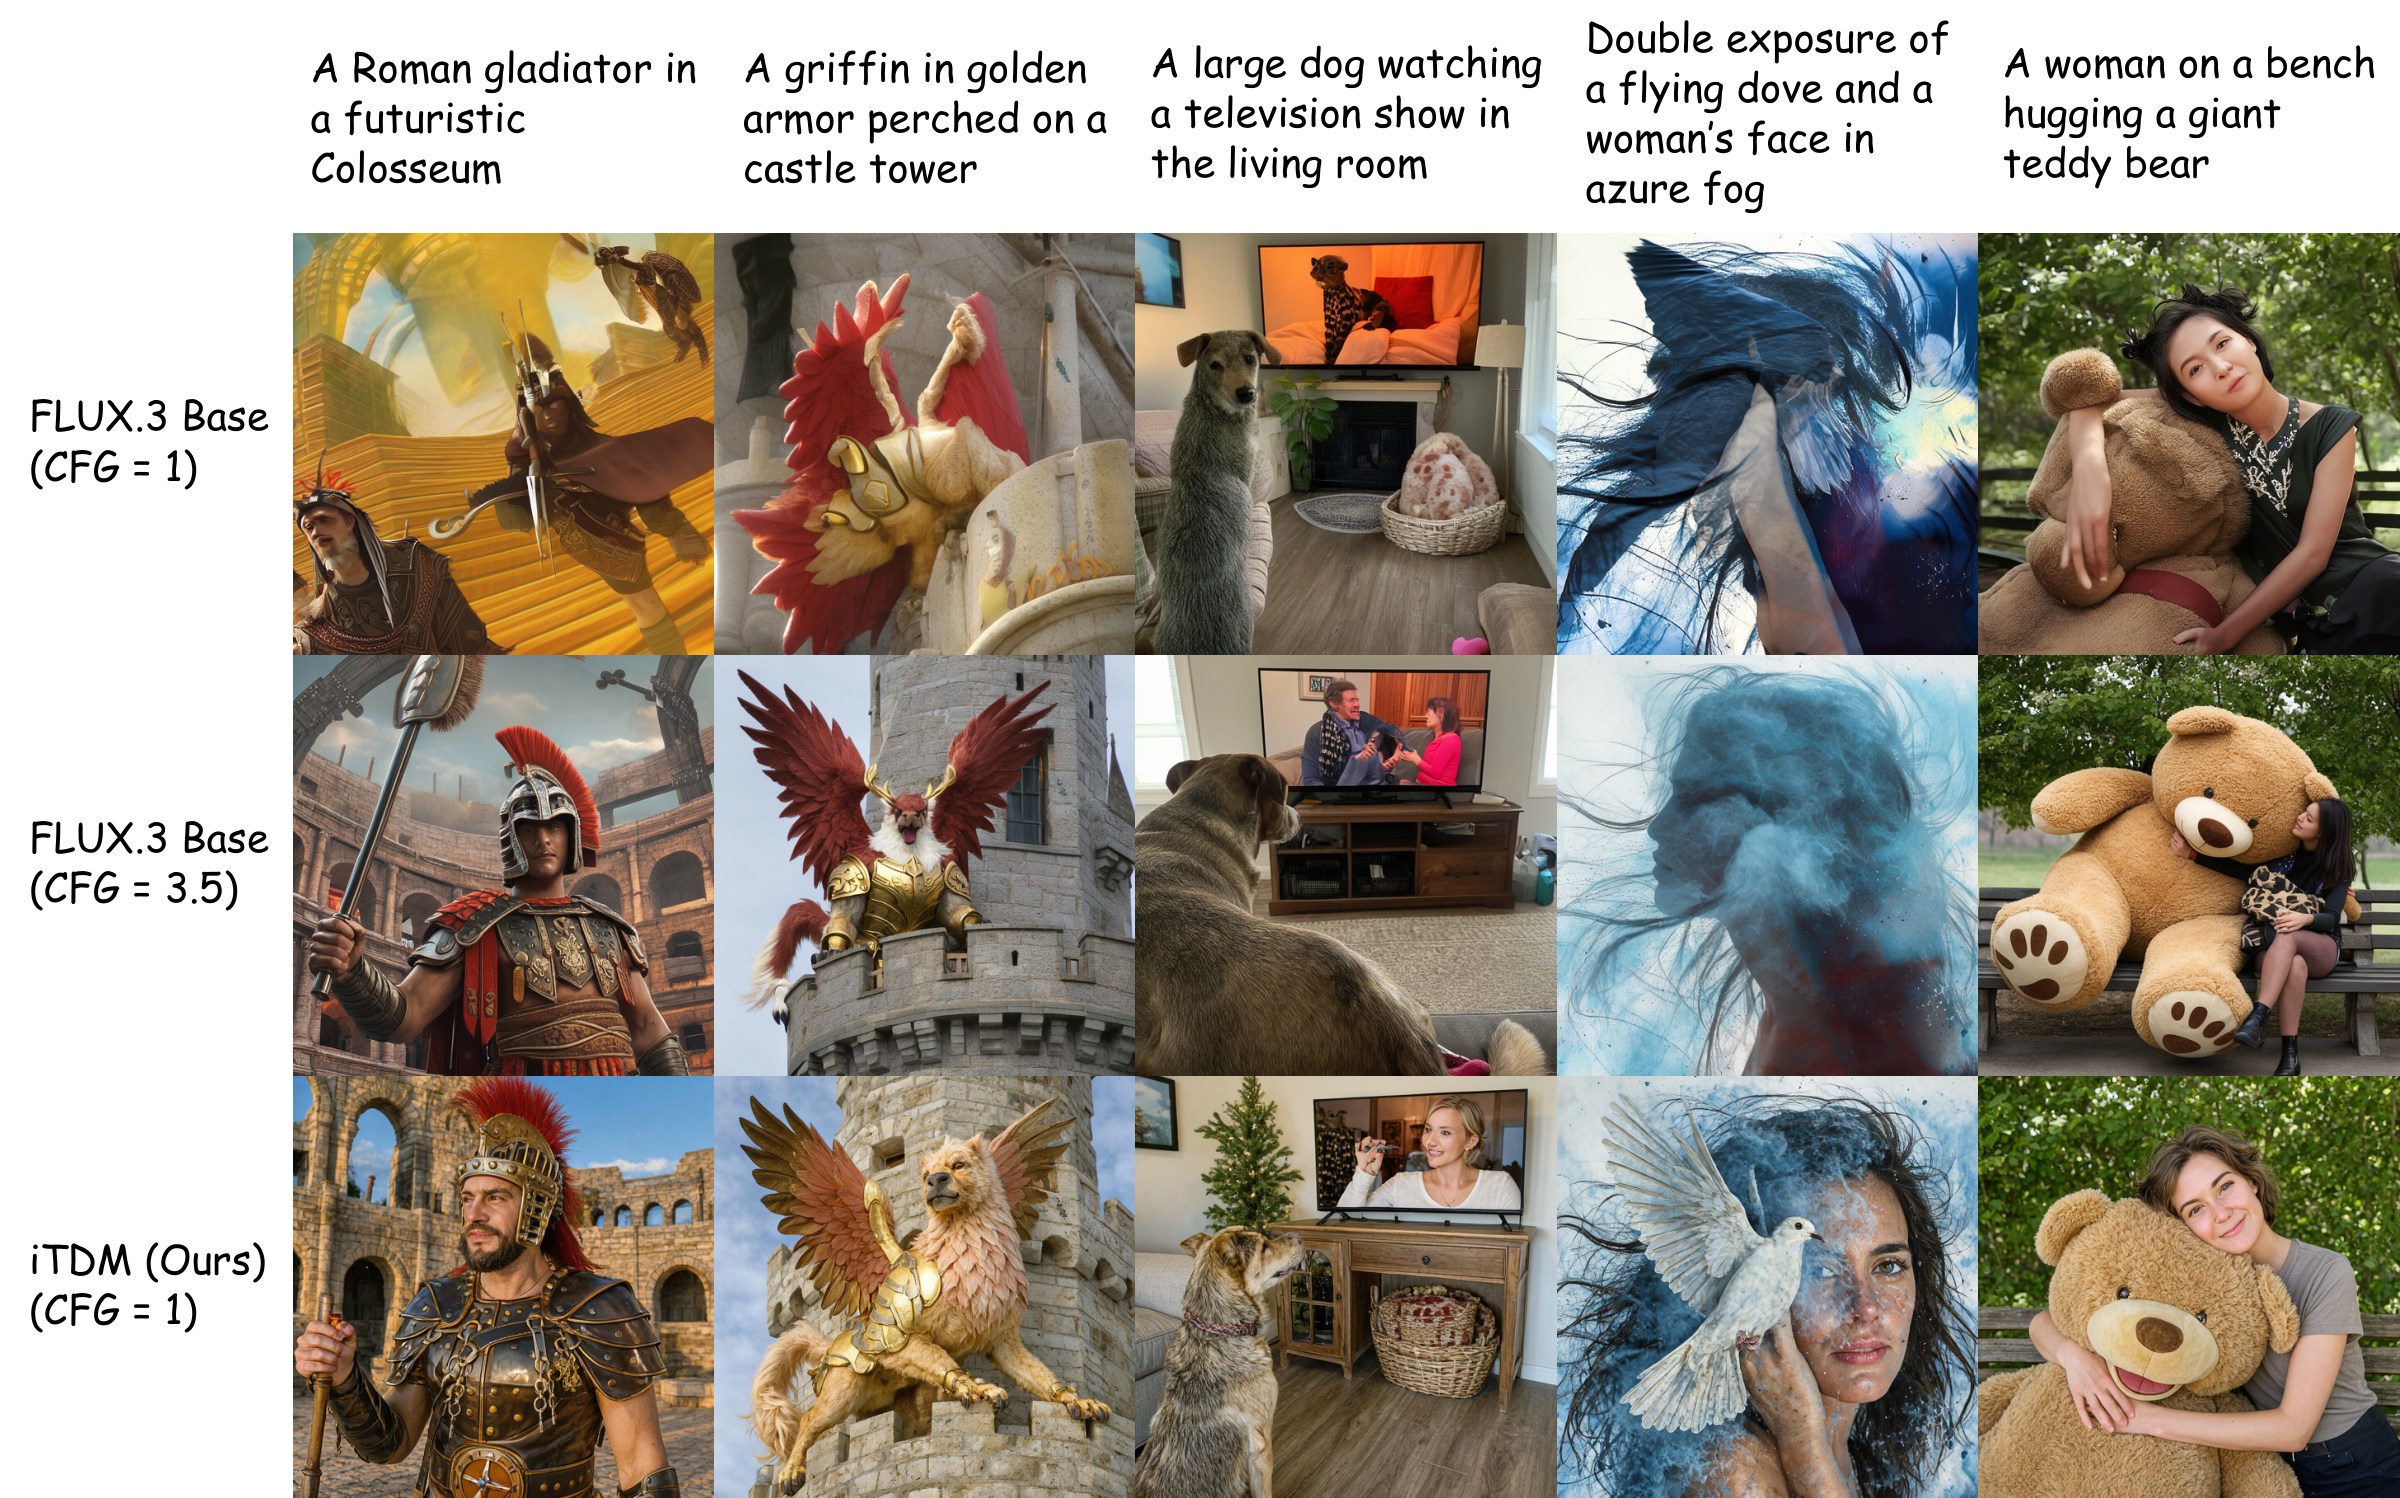 A Roman gladiator in
a futuristic
Colosseum
A griffin in golden
armor perched on a
castle tower
A large dog watching
a television show in
the living room
Double exposure of
a flying dove and a
woman's face in
azure fog
A woman on a bench
hugging a giant
teddy bear
FLUX.3 Base
(CFG = 1)
FLUX.3 Base
(CFG = 3.5)
iTDM (Ours)
(CFG = 1)